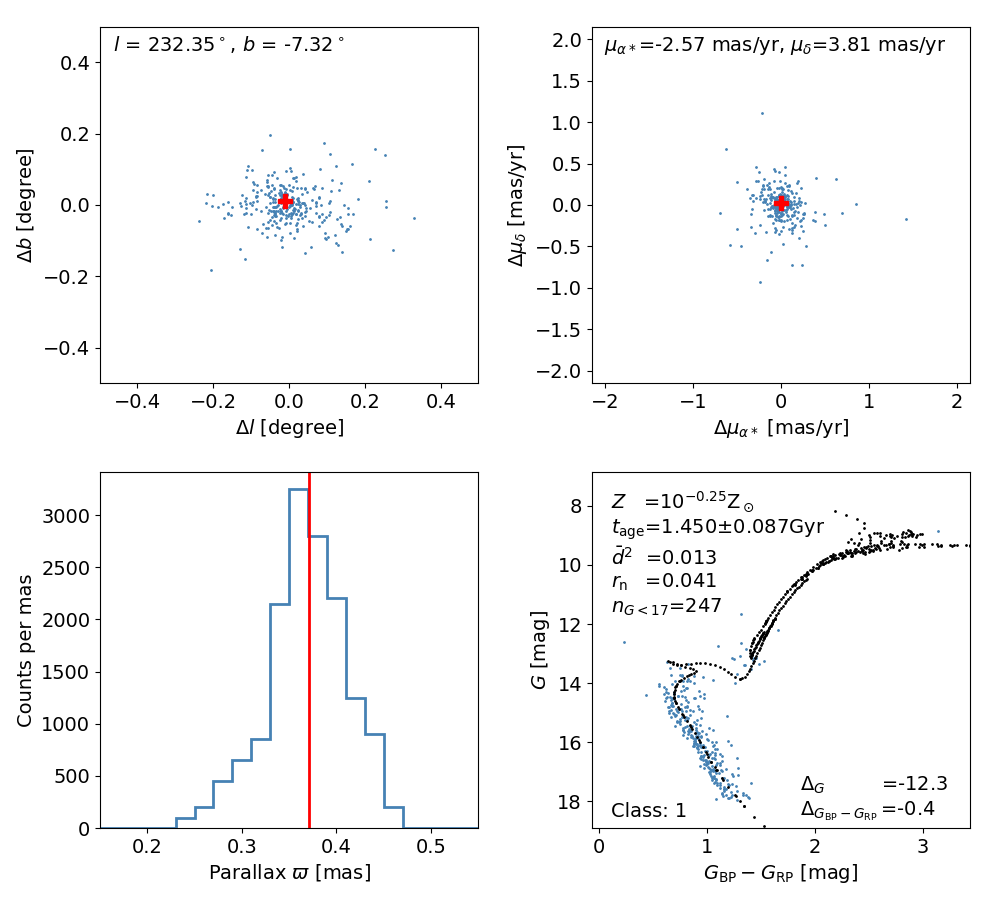 l = 232.35°, b = -7.32°
0.4
0.2
0.0
−0.2
−0.4
Δb [degree]
−0.4 −0.2 0.0 0.2 0.4
Δl [degree]
μα∗=-2.57 mas/yr, μδ=3.81 mas/yr
2.0
1.5
1.0
0.5
0.0
−0.5
−1.0
−1.5
−2.0
Δμδ [mas/yr]
−2 −1 0 1 2
Δμα∗ [mas/yr]
3000
2500
2000
1500
1000
500
0
Counts per mas
0.2 0.3 0.4 0.5
Parallax ϖ [mas]
Z =10^−0.25 Z⊙
tage=1.450±0.087Gyr
d̄² =0.013
rn =0.041
nG<17=247
8
10
12
14
16
18
G [mag]
ΔG =-12.3
ΔGBP−GRP =-0.4
Class: 1
0 1 2 3
GBP − GRP [mag]